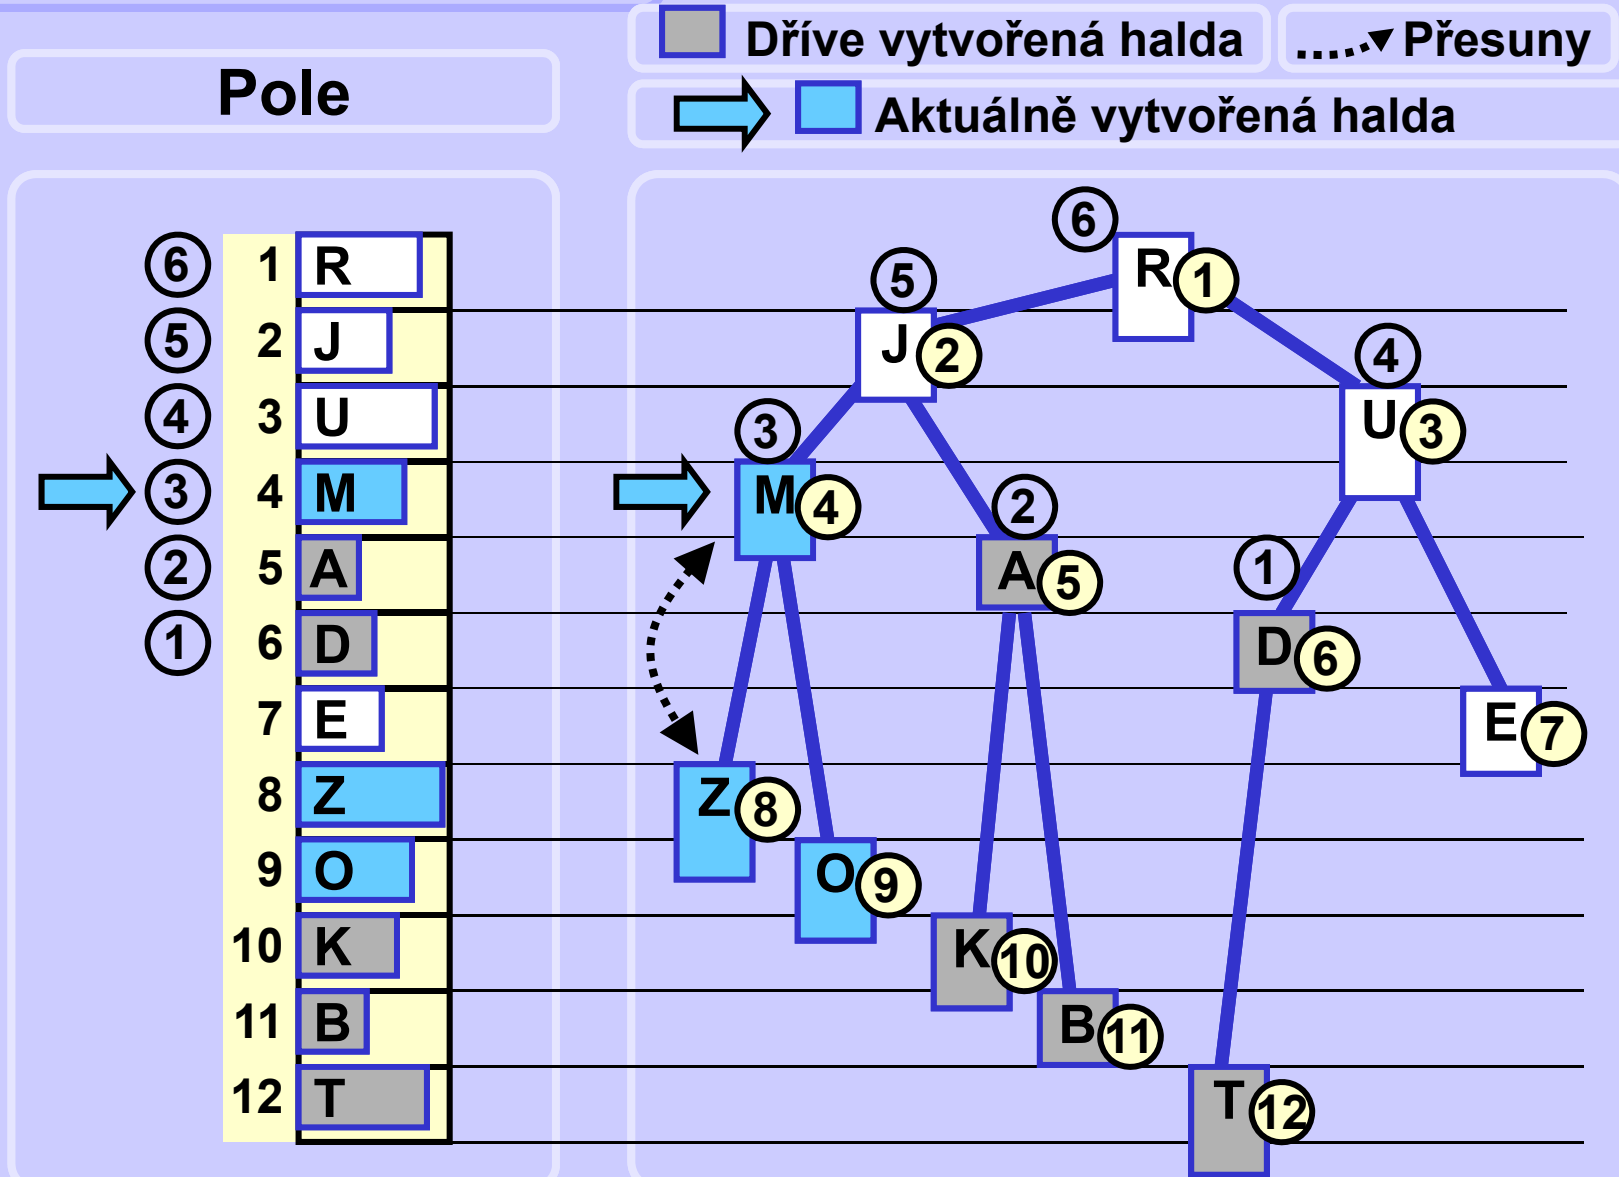 Dříve vytvořená halda
Přesuny
Pole
Aktuálně vytvořená halda
6 1 R
5 2 J
4 3 U
3 4 M
2 5 A
1 6 D
7 E
8 Z
9 O
10 K
11 B
12 T
6 R 1
5 J 2
4 U 3
3 M 4
2 A 5
1 D 6
E 7
Z 8
O 9
K 10
B 11
T 12